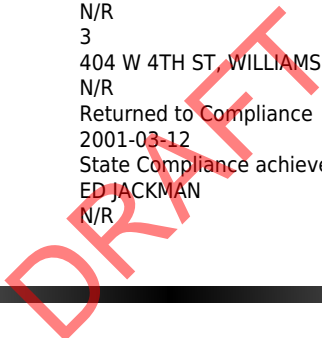 N/R
3
404 W 4TH ST, WILLIAMS
N/R
Returned to Compliance
2001-03-12
State Compliance achieve
ED JACKMAN
N/R
DRAFT